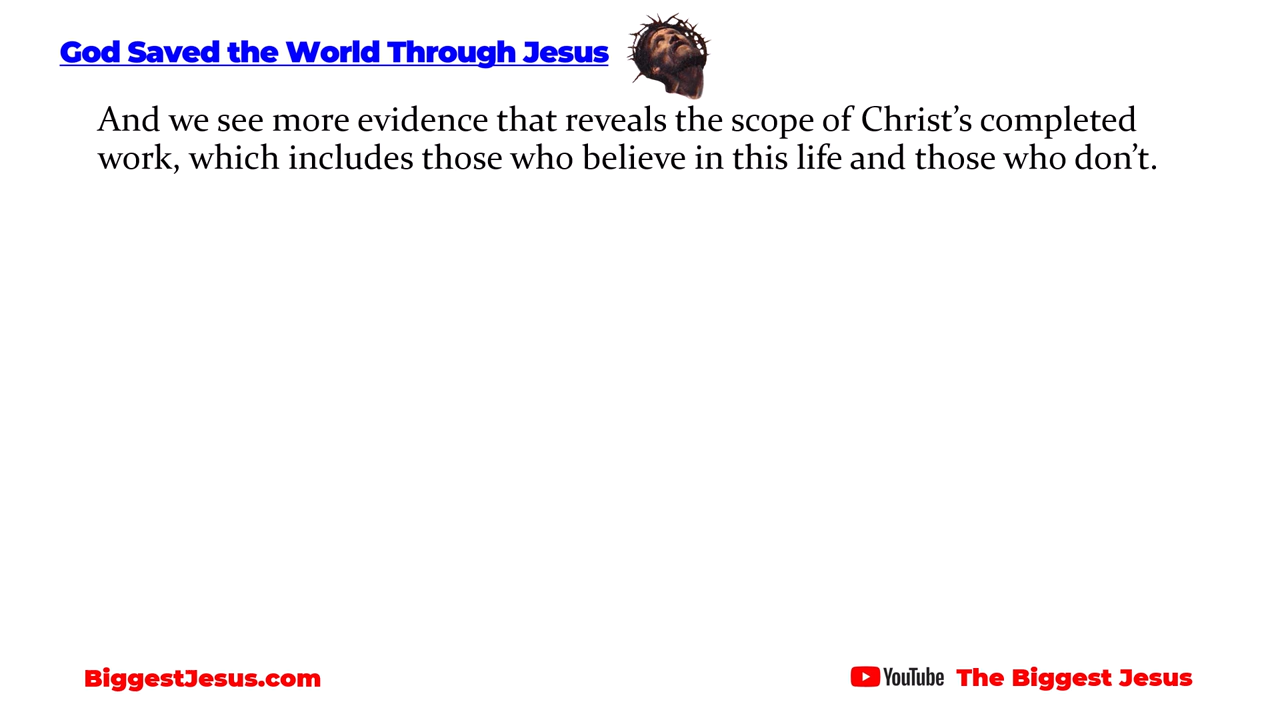 God Saved the World Through Jesus
And we see more evidence that reveals the scope of Christ’s completed
work, which includes those who believe in this life and those who don’t.
BiggestJesus.com
YouTube The Biggest Jesus